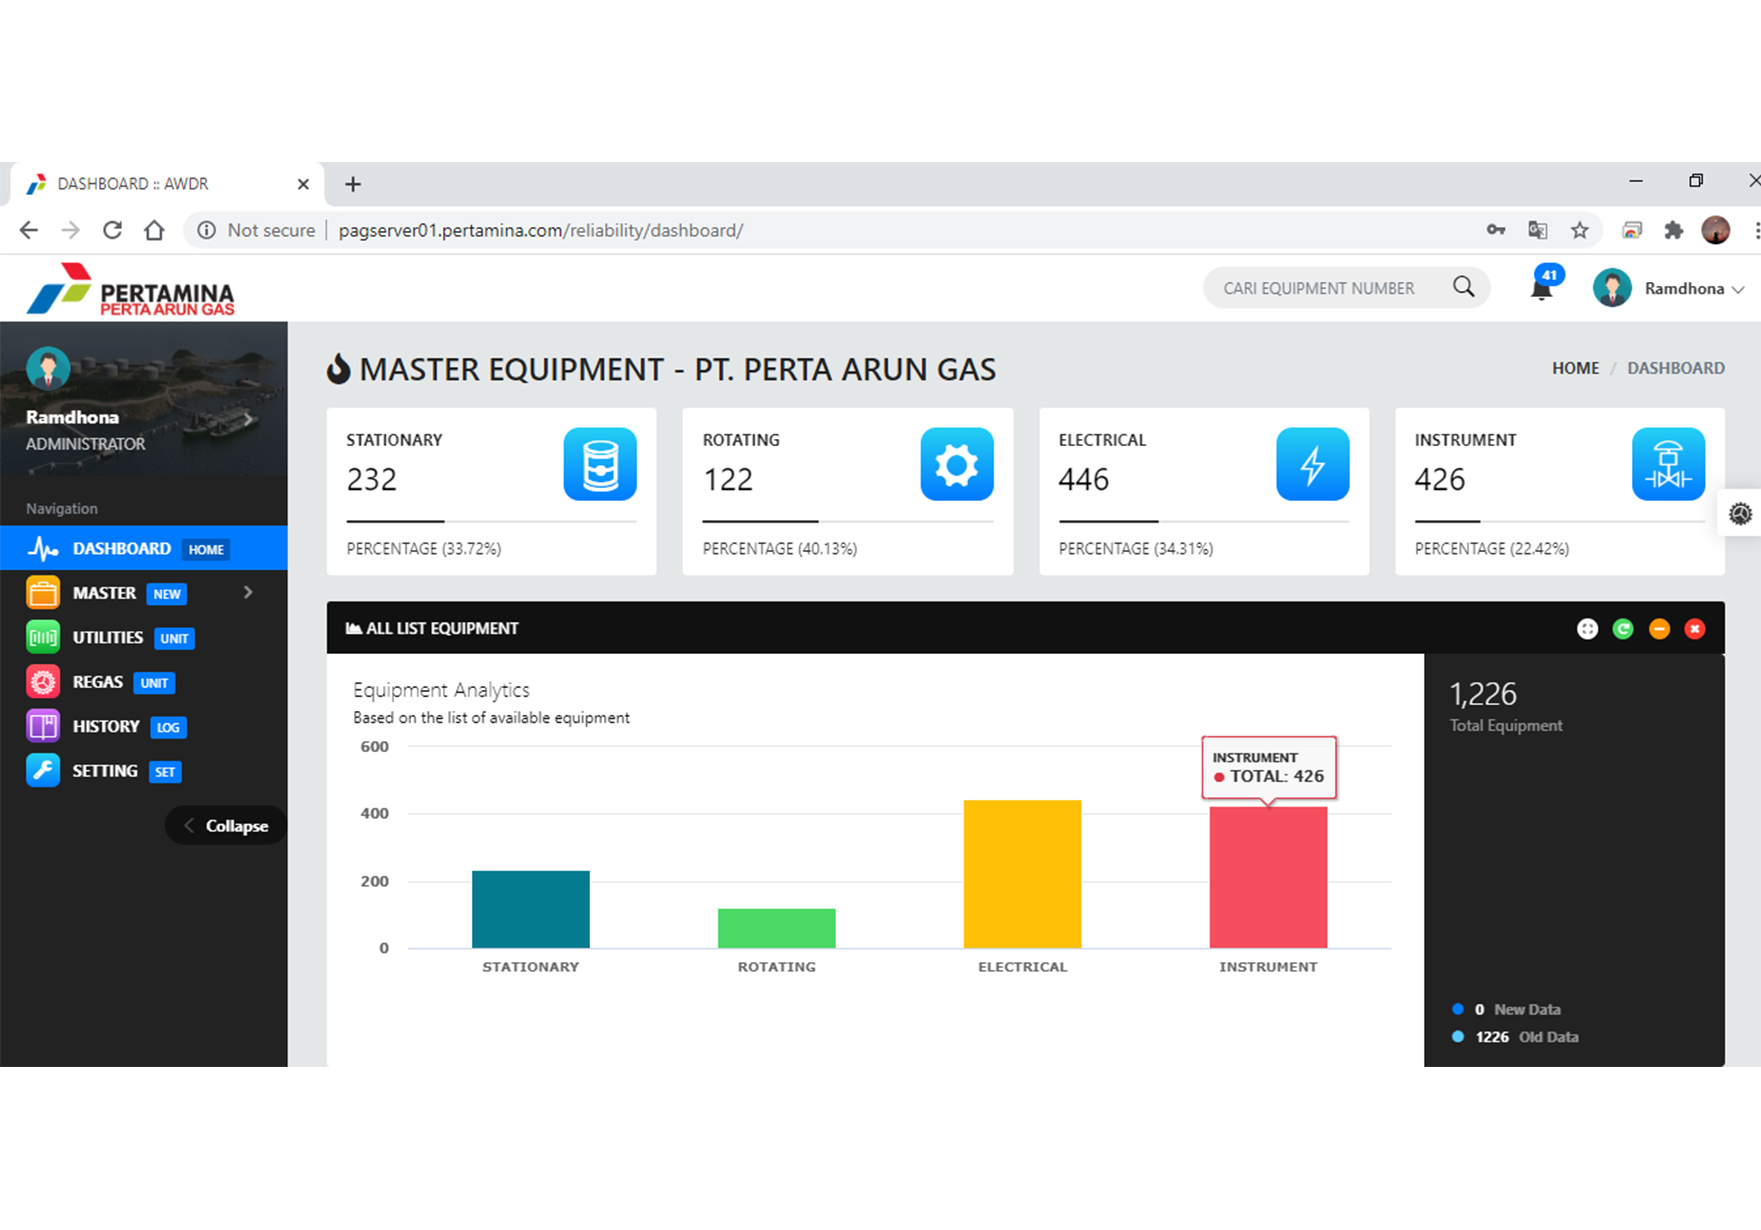 DASHBOARD :: AWDR
Not secure | pagserver01.pertamina.com/reliability/dashboard/
PERTAMINA
PERTA ARUN GAS
CARI EQUIPMENT NUMBER
41
Ramdhona
Ramdhona
ADMINISTRATOR
Navigation
DASHBOARD HOME
MASTER NEW
UTILITIES UNIT
REGAS UNIT
HISTORY LOG
SETTING SET
Collapse
MASTER EQUIPMENT - PT. PERTA ARUN GAS
HOME / DASHBOARD
STATIONARY
232
PERCENTAGE (33.72%)
ROTATING
122
PERCENTAGE (40.13%)
ELECTRICAL
446
PERCENTAGE (34.31%)
INSTRUMENT
426
PERCENTAGE (22.42%)
ALL LIST EQUIPMENT
Equipment Analytics
Based on the list of available equipment
600
400
200
0
INSTRUMENT
TOTAL: 426
STATIONARY
ROTATING
ELECTRICAL
INSTRUMENT
1,226
Total Equipment
0 New Data
1226 Old Data